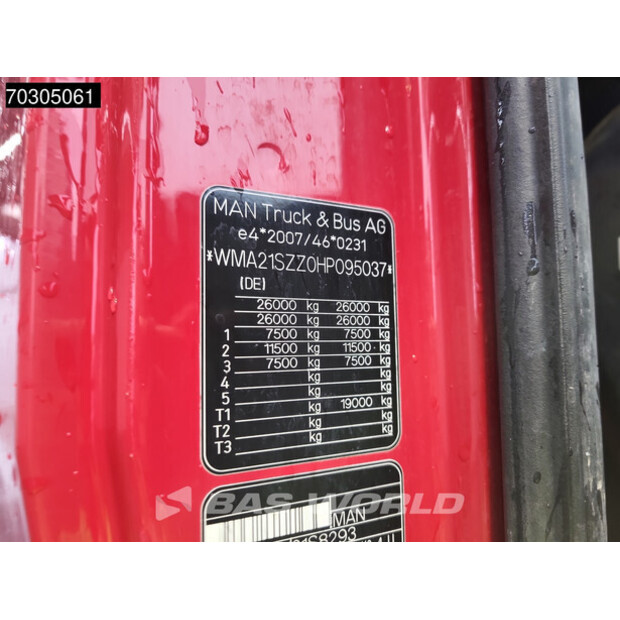 70305061
MAN Truck & Bus AG
e4*2007/46*0231
*WMA21SZZ0HP095037*
(DE)
26000 kg 26000 kg
26000 kg 26000 kg
1 7500 kg 7500 kg
2 11500 kg 11500 kg
3 7500 kg 7500 kg
4 kg kg
5 kg kg
T1 kg 19000 kg
T2 kg kg
T3 kg kg
BAS WORLD
MAN